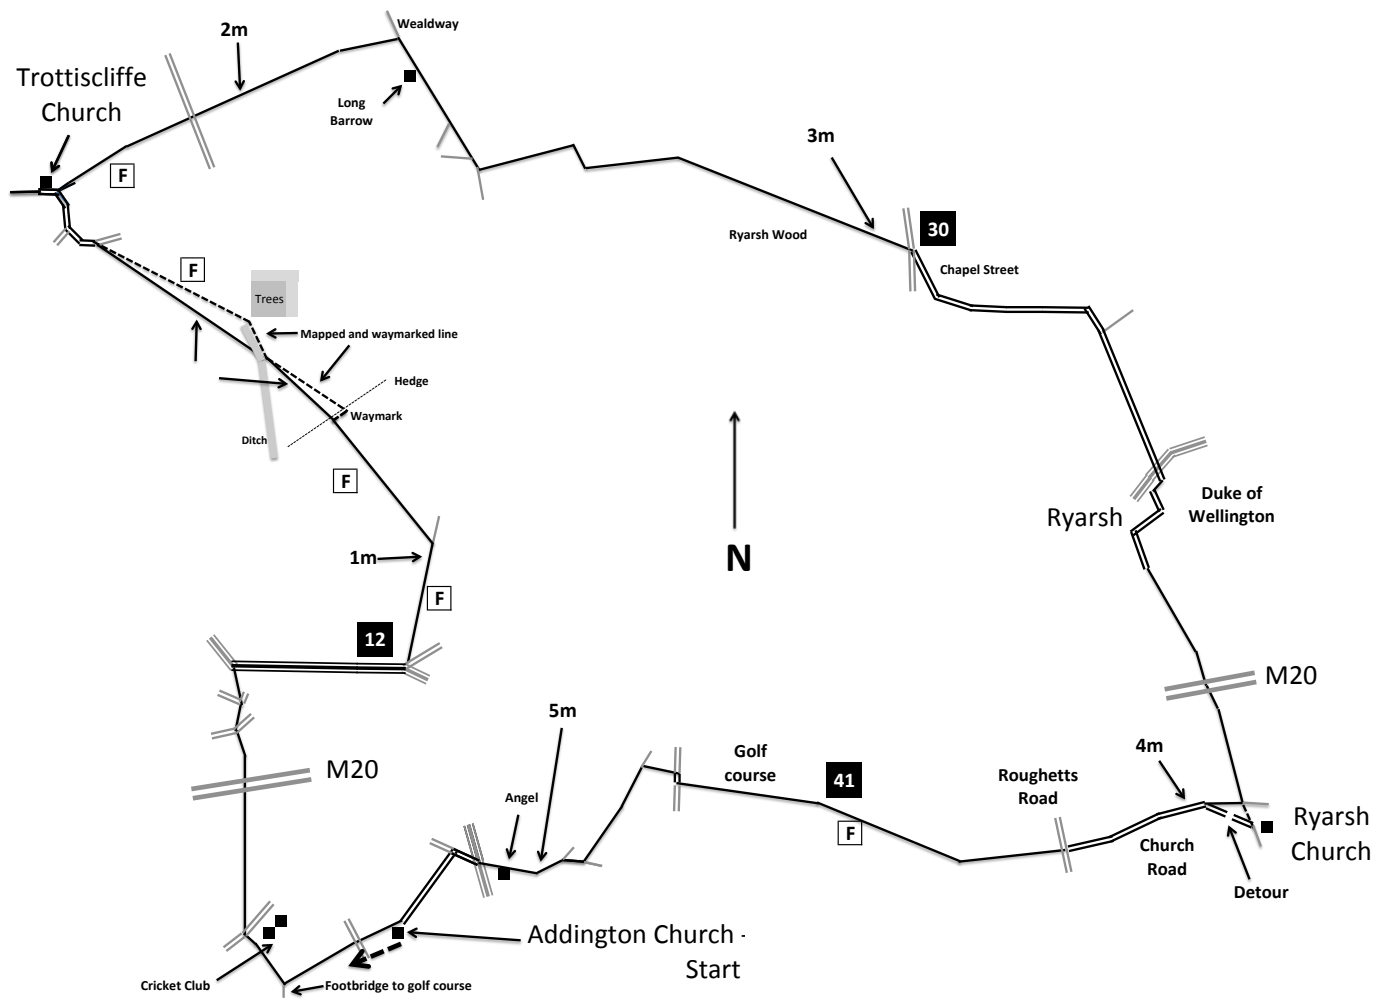 Wealdway
2m
Trottiscliffe
Church
Long
Barrow
3m
F
30
Ryarsh Wood
Chapel Street
F
Trees
Mapped and waymarked line
Hedge
Waymark
Ditch
F
Duke of
Wellington
Ryarsh
N
1m
F
12
M20
5m
M20
4m
Golf
course
41
Roughetts
Road
Angel
F
Ryarsh
Church
Church
Road
Detour
Addington Church -
Start
Cricket Club
Footbridge to golf course